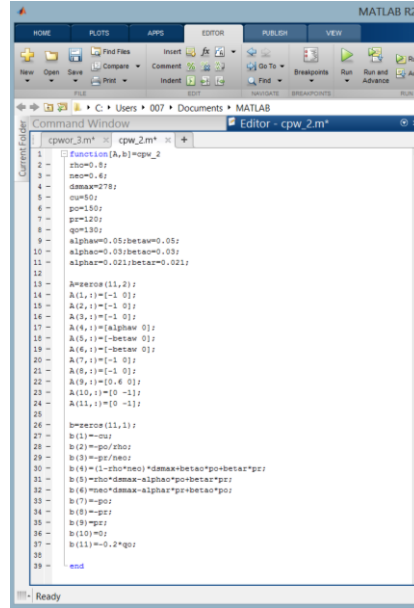 MATLAB R2
HOME PLOTS APPS EDITOR PUBLISH VIEW
New Open Save
Find Files
Compare
Print
Insert fx
Comment
Indent
Go To
Find
Breakpoints
Run
Run and Advance
FILE EDIT NAVIGATE BREAKPOINTS RUN
C: Users 007 Documents MATLAB
Current Folder
Command Window
Editor - cpw_2.m*
cpwor_3.m* × cpw_2.m* × +
1 function[A,b]=cpw_2
2 - rho=0.8;
3 - neo=0.6;
4 - dsmax=278;
5 - cu=50;
6 - po=150;
7 - pr=120;
8 - qo=130;
9 - alphaw=0.05;betaw=0.05;
10 - alphao=0.03;betao=0.03;
11 - alphar=0.021;betar=0.021;
12
13 - A=zeros(11,2);
14 - A(1,:)=[-1 0];
15 - A(2,:)=[-1 0];
16 - A(3,:)=[-1 0];
17 - A(4,:)=[alphaw 0];
18 - A(5,:)=[-betaw 0];
19 - A(6,:)=[-betaw 0];
20 - A(7,:)=[-1 0];
21 - A(8,:)=[-1 0];
22 - A(9,:)=[0.6 0];
23 - A(10,:)=[0 -1];
24 - A(11,:)=[0 -1];
25
26 - b=zeros(11,1);
27 - b(1)=-cu;
28 - b(2)=-po/rho;
29 - b(3)=-pr/neo;
30 - b(4)=(1-rho*neo)*dsmax+betao*po+betar*pr;
31 - b(5)=rho*dsmax-alphao*po+betar*pr;
32 - b(6)=neo*dsmax-alphar*pr+betao*po;
33 - b(7)=-po;
34 - b(8)=-pr;
35 - b(9)=pr;
36 - b(10)=0;
37 - b(11)=-0.2*qo;
38
39 - end
Ready